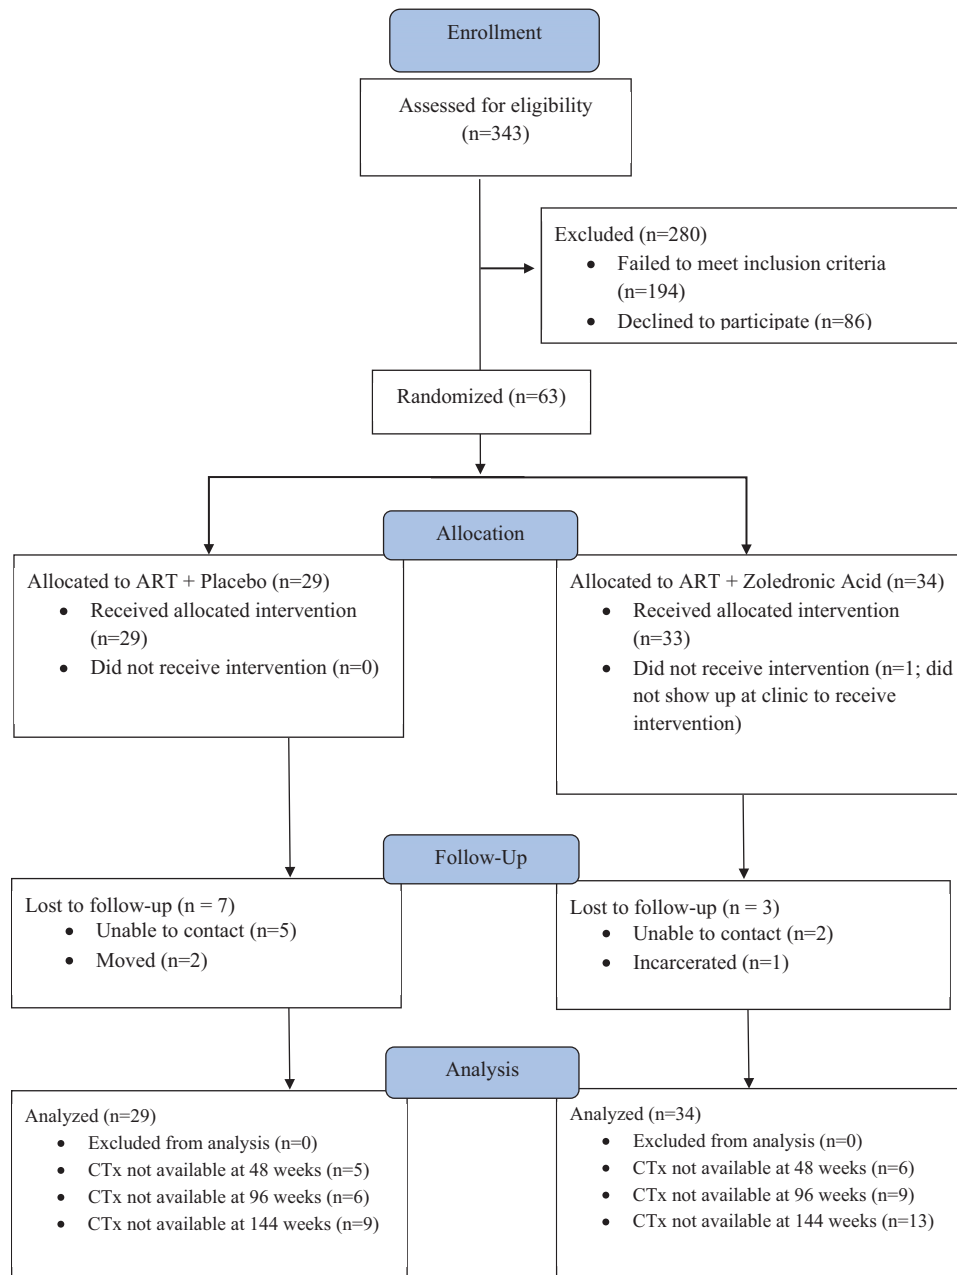 Enrollment
Assessed for eligibility
(n=343)
Excluded (n=280)
• Failed to meet inclusion criteria
(n=194)
• Declined to participate (n=86)
Randomized (n=63)
Allocation
Allocated to ART + Placebo (n=29)
• Received allocated intervention
(n=29)
• Did not receive intervention (n=0)
Allocated to ART + Zoledronic Acid (n=34)
• Received allocated intervention
(n=33)
• Did not receive intervention (n=1; did
not show up at clinic to receive
intervention)
Follow-Up
Lost to follow-up (n = 7)
• Unable to contact (n=5)
• Moved (n=2)
Lost to follow-up (n = 3)
• Unable to contact (n=2)
• Incarcerated (n=1)
Analysis
Analyzed (n=29)
• Excluded from analysis (n=0)
• CTx not available at 48 weeks (n=5)
• CTx not available at 96 weeks (n=6)
• CTx not available at 144 weeks (n=9)
Analyzed (n=34)
• Excluded from analysis (n=0)
• CTx not available at 48 weeks (n=6)
• CTx not available at 96 weeks (n=9)
• CTx not available at 144 weeks (n=13)